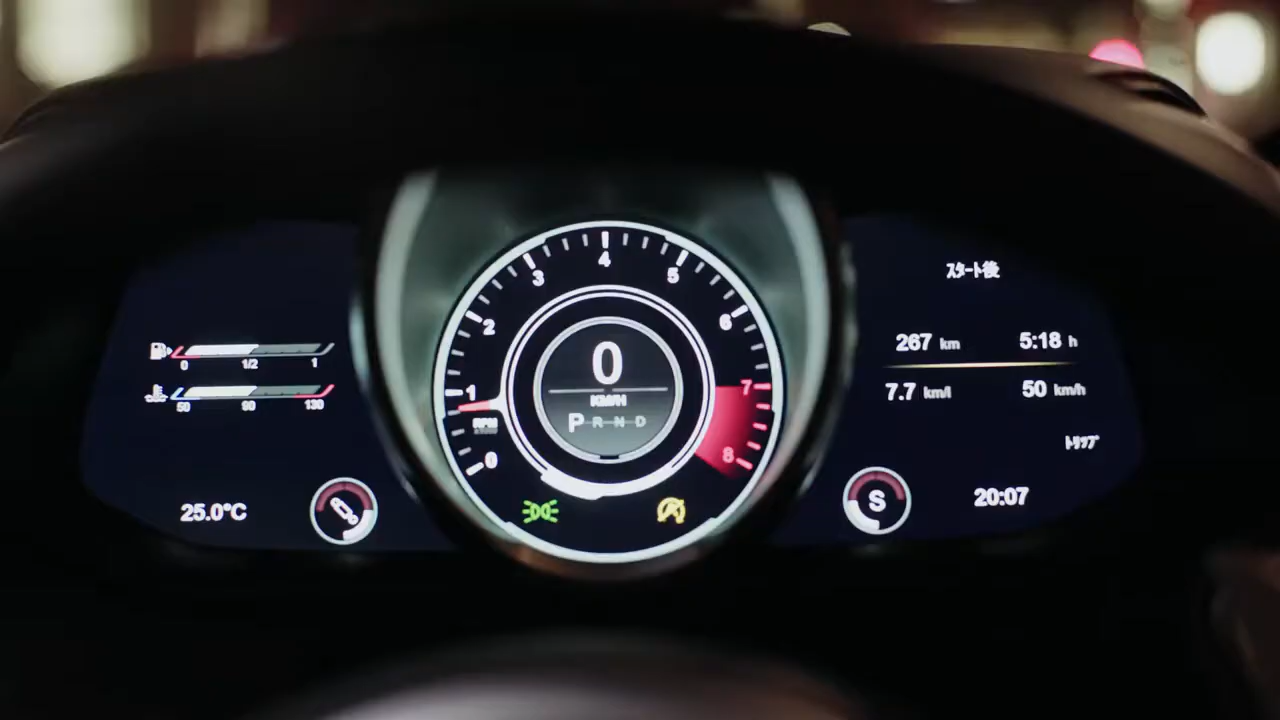 スタート後
267 km 5:18 h
7.7 km/l 50 km/h
トリップ
20:07
S
0 1/2 1
50 90 130
25.0°C
0 1 2 3 4 5 6 7 8
RPM
0
KM/H
P R N D